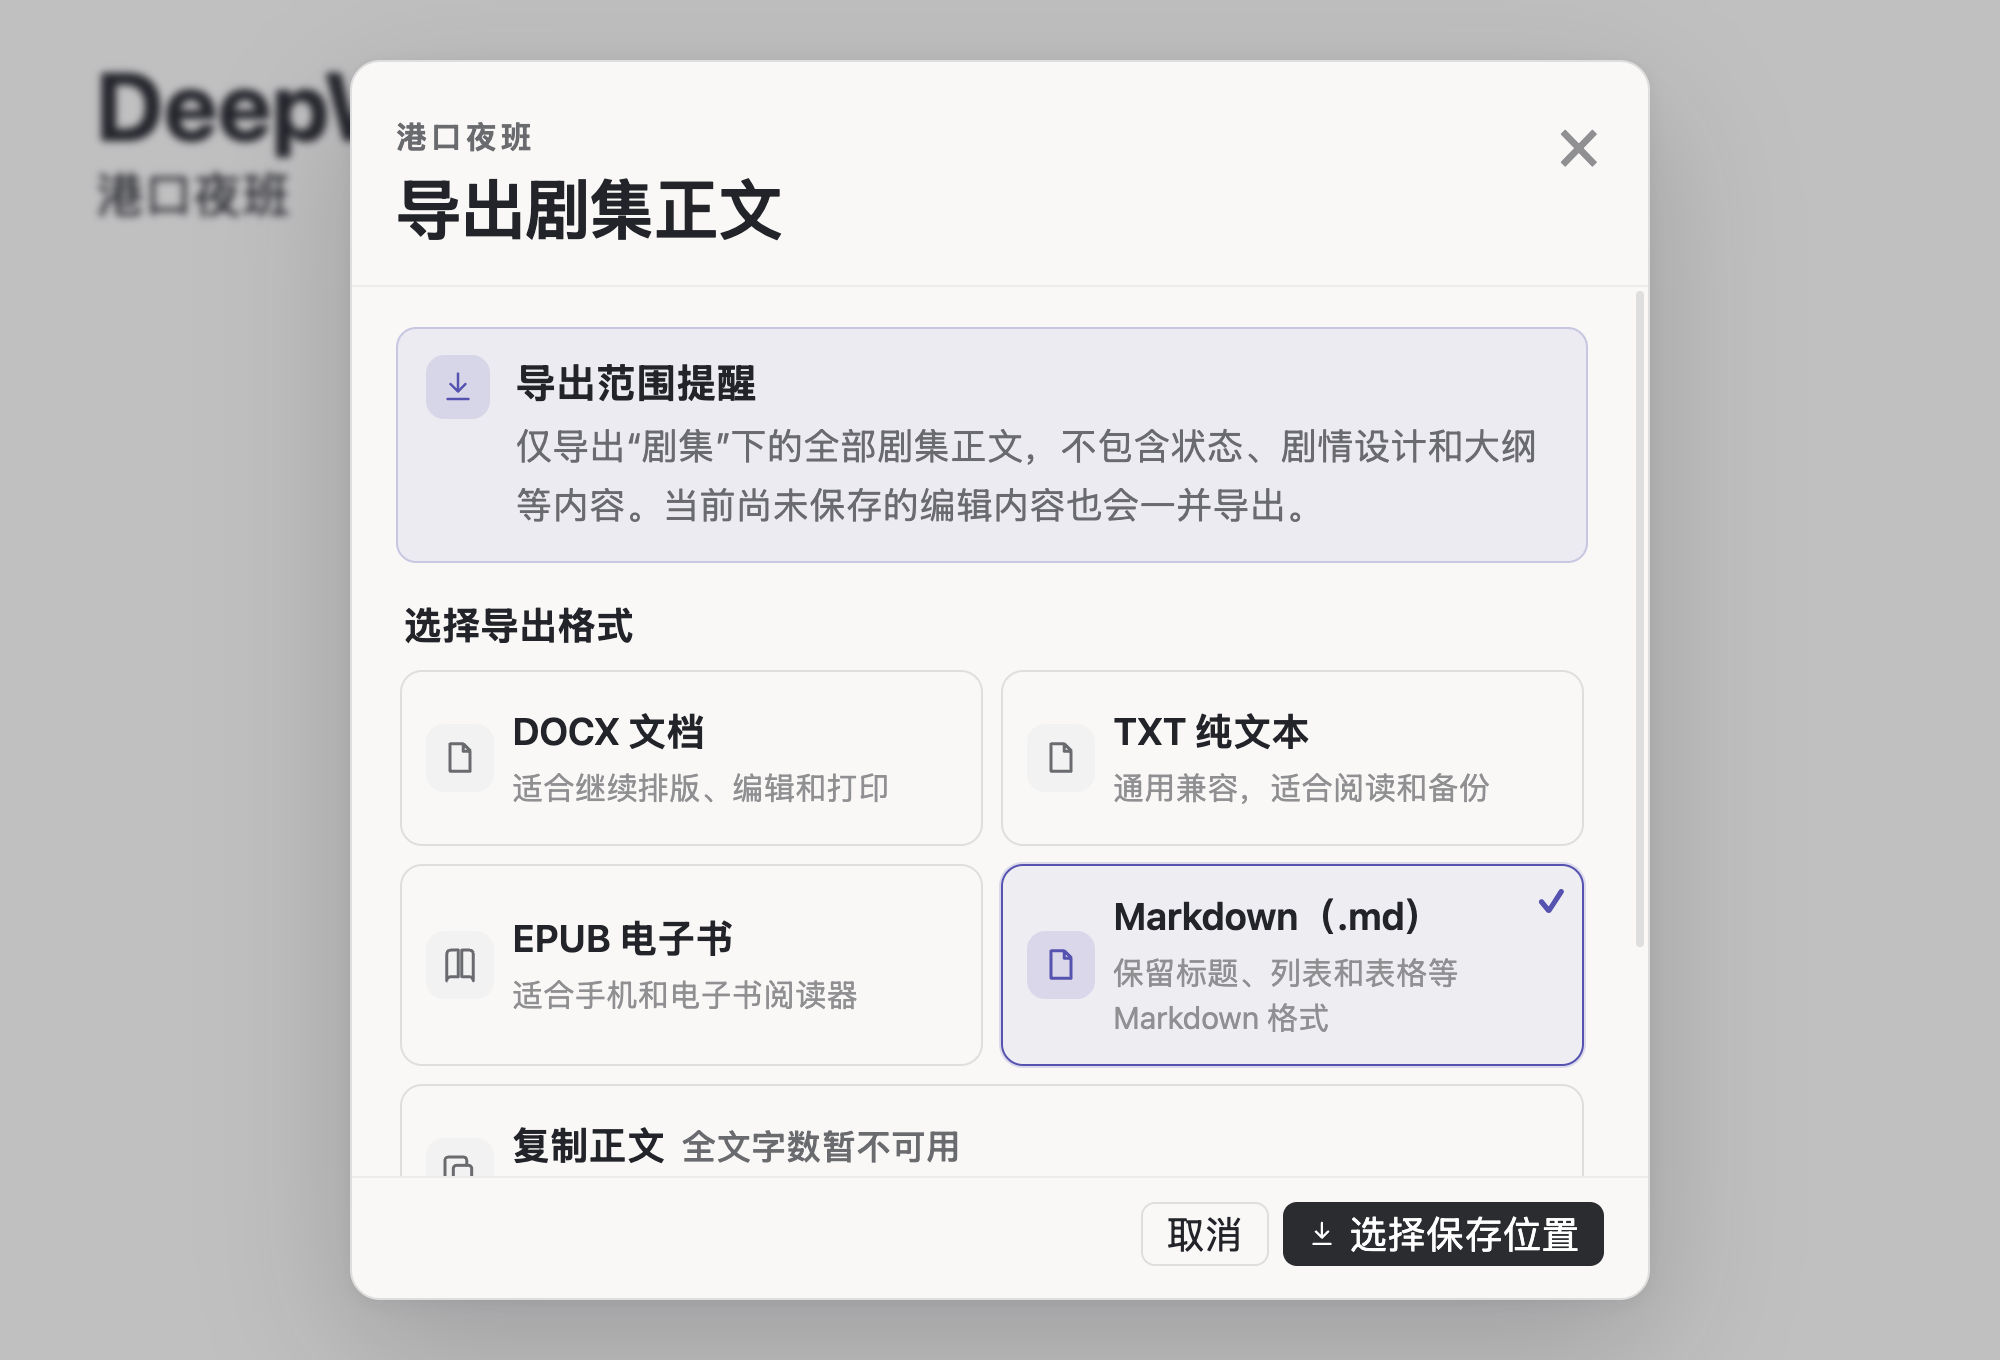 Deep
港口夜班
港口夜班
导出剧集正文
导出范围提醒
仅导出“剧集”下的全部剧集正文，不包含状态、剧情设计和大纲
等内容。当前尚未保存的编辑内容也会一并导出。
选择导出格式
DOCX 文档
适合继续排版、编辑和打印
TXT 纯文本
通用兼容，适合阅读和备份
EPUB 电子书
适合手机和电子书阅读器
Markdown（.md）
保留标题、列表和表格等
Markdown 格式
复制正文 全文字数暂不可用
取消
选择保存位置